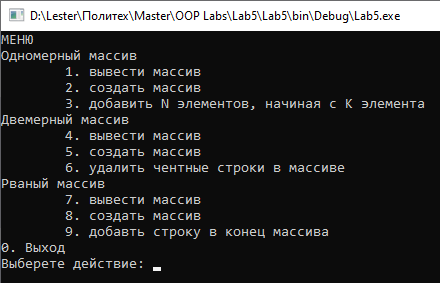 D:\Lester\Политех\Master\OOP Labs\Lab5\Lab5\bin\Debug\Lab5.exe
МЕНЮ
Одномерный массив
1. вывести массив
2. создать массив
3. добавить N элементов, начиная с K элемента
Двемерный массив
4. вывести массив
5. создать массив
6. удалить чентные строки в массиве
Рваный массив
7. вывести массив
8. создать массив
9. добавть строку в конец массива
0. Выход
Выберете действие: